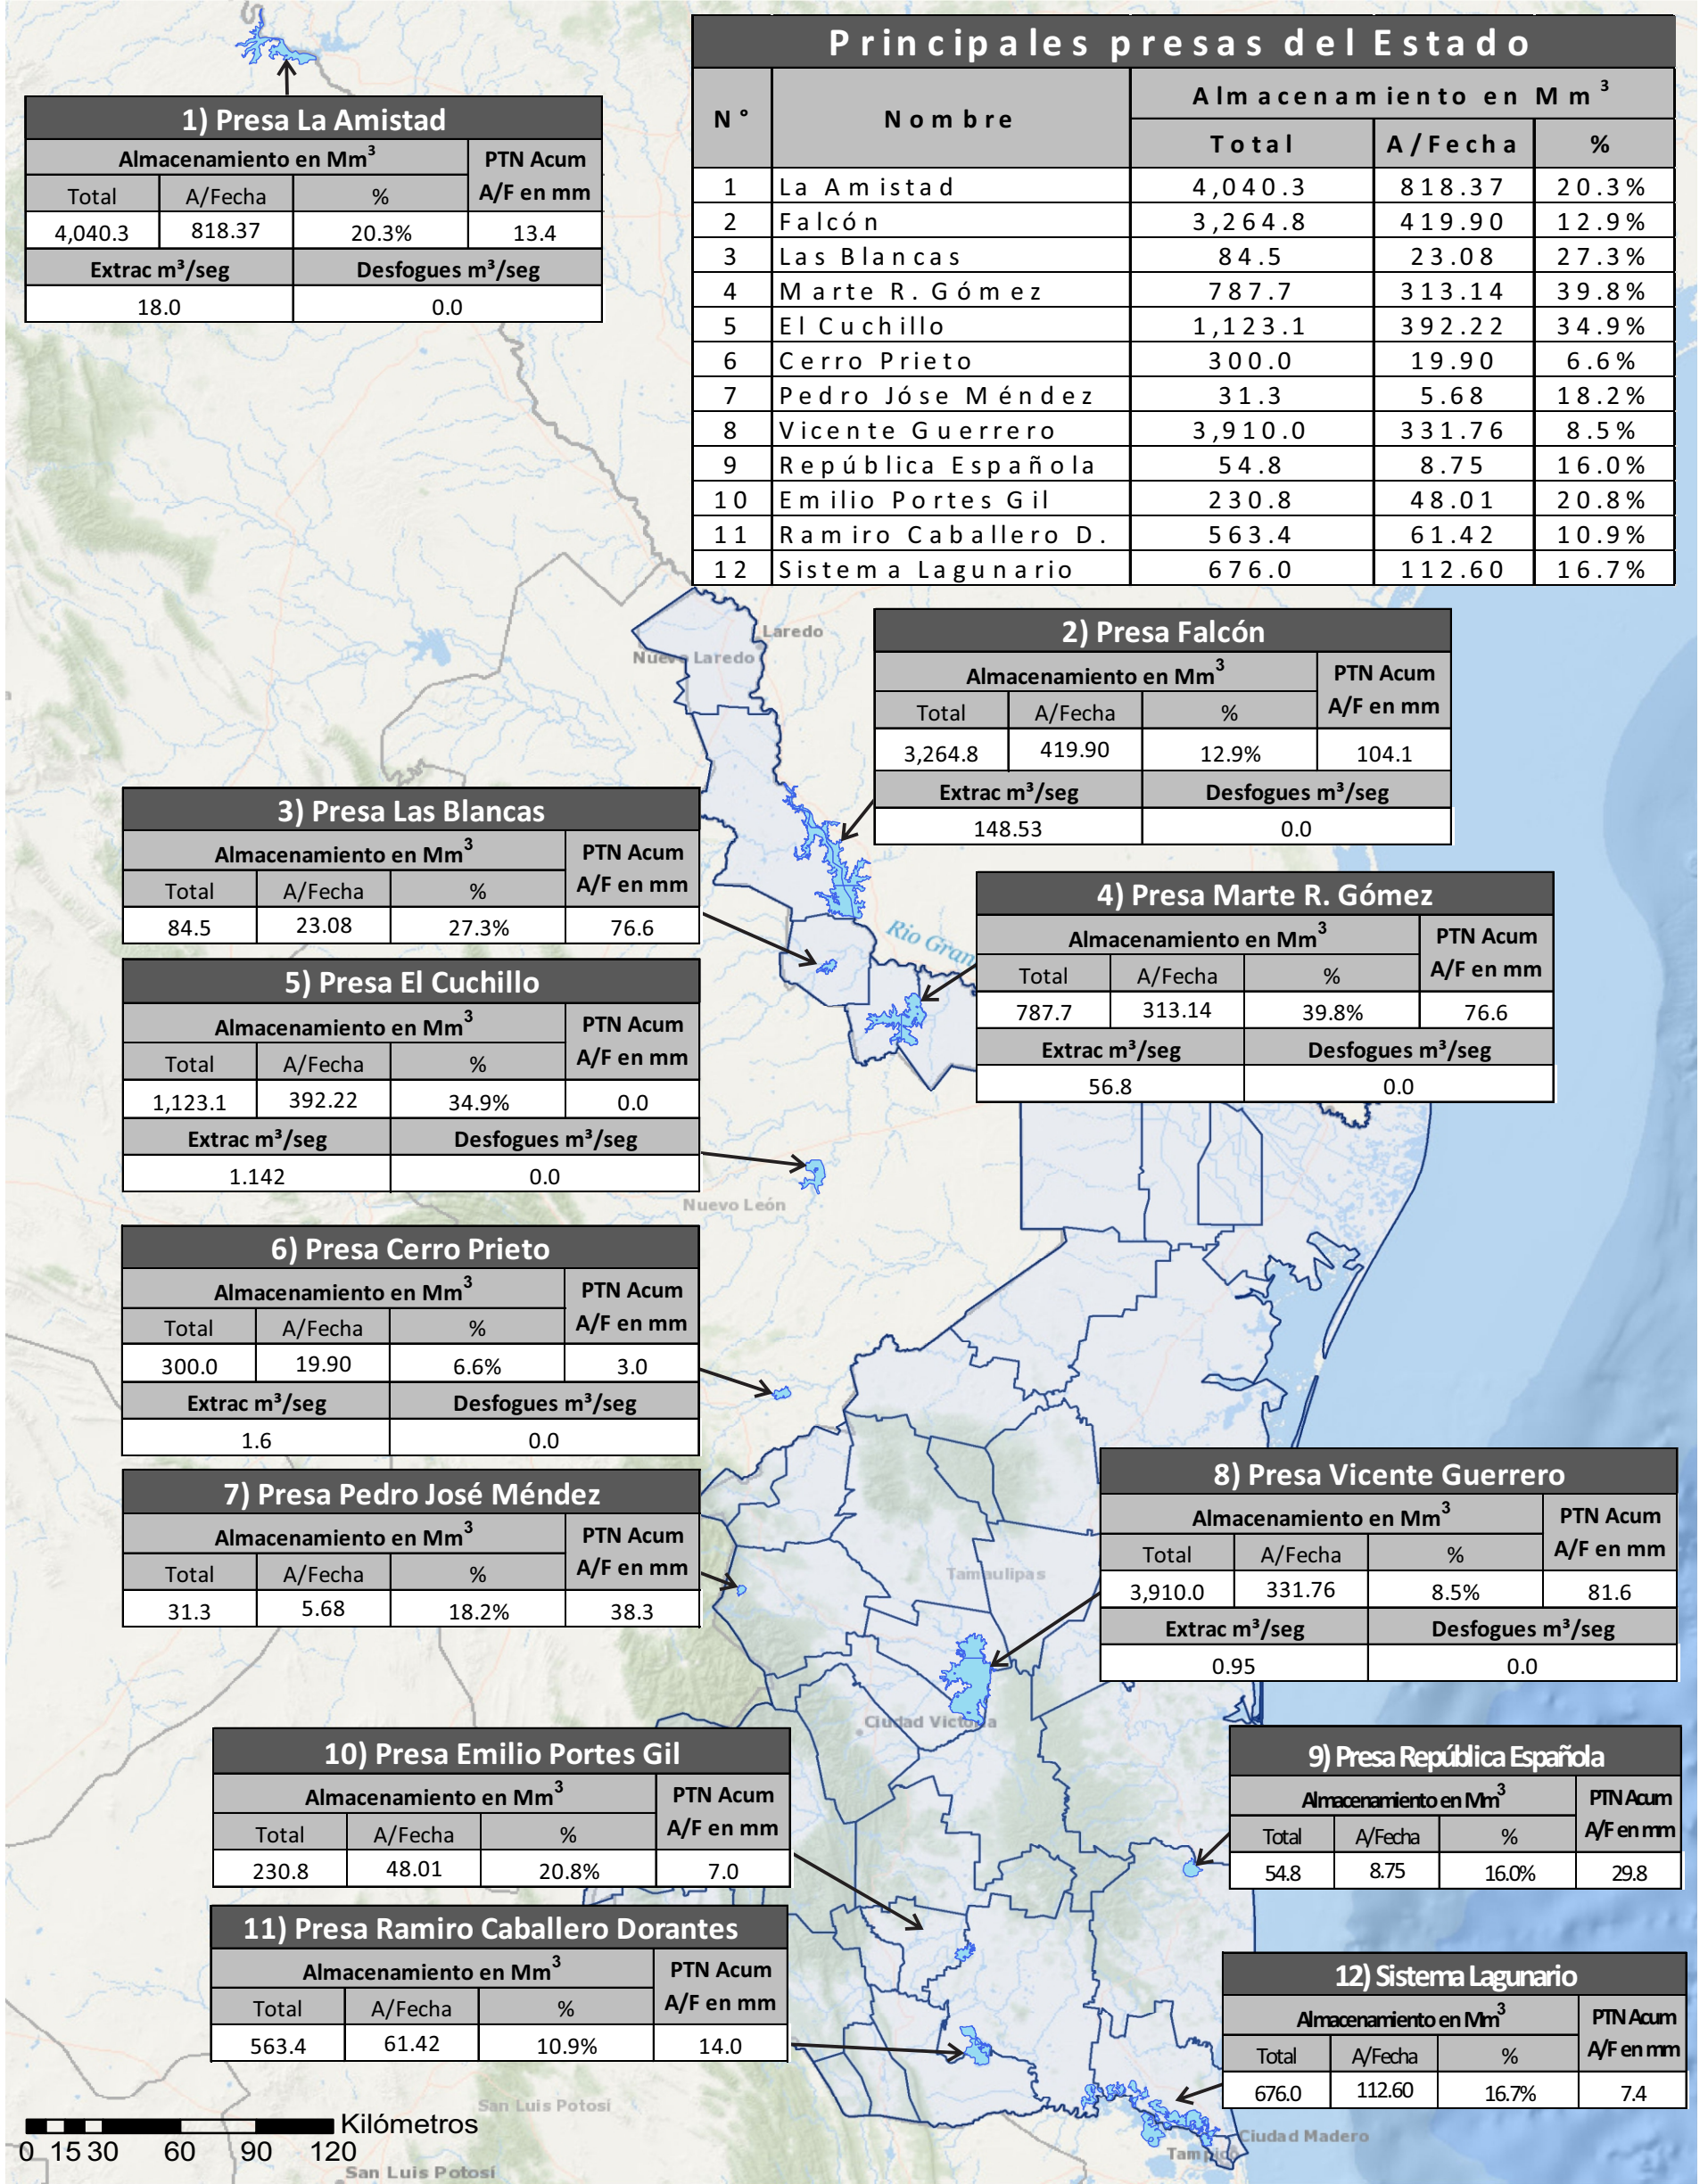 Principales presas del Estado
N° Nombre Almacenamiento en Mm³
Total A/Fecha %
1 La Amistad 4,040.3 818.37 20.3%
2 Falcón 3,264.8 419.90 12.9%
3 Las Blancas 84.5 23.08 27.3%
4 Marte R. Gómez 787.7 313.14 39.8%
5 El Cuchillo 1,123.1 392.22 34.9%
6 Cerro Prieto 300.0 19.90 6.6%
7 Pedro Jóse Méndez 31.3 5.68 18.2%
8 Vicente Guerrero 3,910.0 331.76 8.5%
9 República Española 54.8 8.75 16.0%
10 Emilio Portes Gil 230.8 48.01 20.8%
11 Ramiro Caballero D. 563.4 61.42 10.9%
12 Sistema Lagunario 676.0 112.60 16.7%
1) Presa La Amistad
Almacenamiento en Mm³ PTN Acum
Total A/Fecha % A/F en mm
4,040.3 818.37 20.3% 13.4
Extrac m³/seg Desfogues m³/seg
18.0 0.0
Laredo
Nuevo Laredo
2) Presa Falcón
Almacenamiento en Mm³ PTN Acum
Total A/Fecha % A/F en mm
3,264.8 419.90 12.9% 104.1
Extrac m³/seg Desfogues m³/seg
148.53 0.0
3) Presa Las Blancas
Almacenamiento en Mm³ PTN Acum
Total A/Fecha % A/F en mm
84.5 23.08 27.3% 76.6
Rio Gran
4) Presa Marte R. Gómez
Almacenamiento en Mm³ PTN Acum
Total A/Fecha % A/F en mm
787.7 313.14 39.8% 76.6
Extrac m³/seg Desfogues m³/seg
56.8 0.0
5) Presa El Cuchillo
Almacenamiento en Mm³ PTN Acum
Total A/Fecha % A/F en mm
1,123.1 392.22 34.9% 0.0
Extrac m³/seg Desfogues m³/seg
1.142 0.0
Nuevo León
6) Presa Cerro Prieto
Almacenamiento en Mm³ PTN Acum
Total A/Fecha % A/F en mm
300.0 19.90 6.6% 3.0
Extrac m³/seg Desfogues m³/seg
1.6 0.0
7) Presa Pedro José Méndez
Almacenamiento en Mm³ PTN Acum
Total A/Fecha % A/F en mm
31.3 5.68 18.2% 38.3
Tamaulipas
8) Presa Vicente Guerrero
Almacenamiento en Mm³ PTN Acum
Total A/Fecha % A/F en mm
3,910.0 331.76 8.5% 81.6
Extrac m³/seg Desfogues m³/seg
0.95 0.0
Ciudad Victoria
10) Presa Emilio Portes Gil
Almacenamiento en Mm³ PTN Acum
Total A/Fecha % A/F en mm
230.8 48.01 20.8% 7.0
9) Presa República Española
Almacenamiento en Mm³ PTN Acum
Total A/Fecha % A/F en mm
54.8 8.75 16.0% 29.8
11) Presa Ramiro Caballero Dorantes
Almacenamiento en Mm³ PTN Acum
Total A/Fecha % A/F en mm
563.4 61.42 10.9% 14.0
12) Sistema Lagunario
Almacenamiento en Mm³ PTN Acum
Total A/Fecha % A/F en mm
676.0 112.60 16.7% 7.4
San Luis Potosí
Ciudad Madero
Tampico
Kilómetros
0 15 30 60 90 120
San Luis Potosí